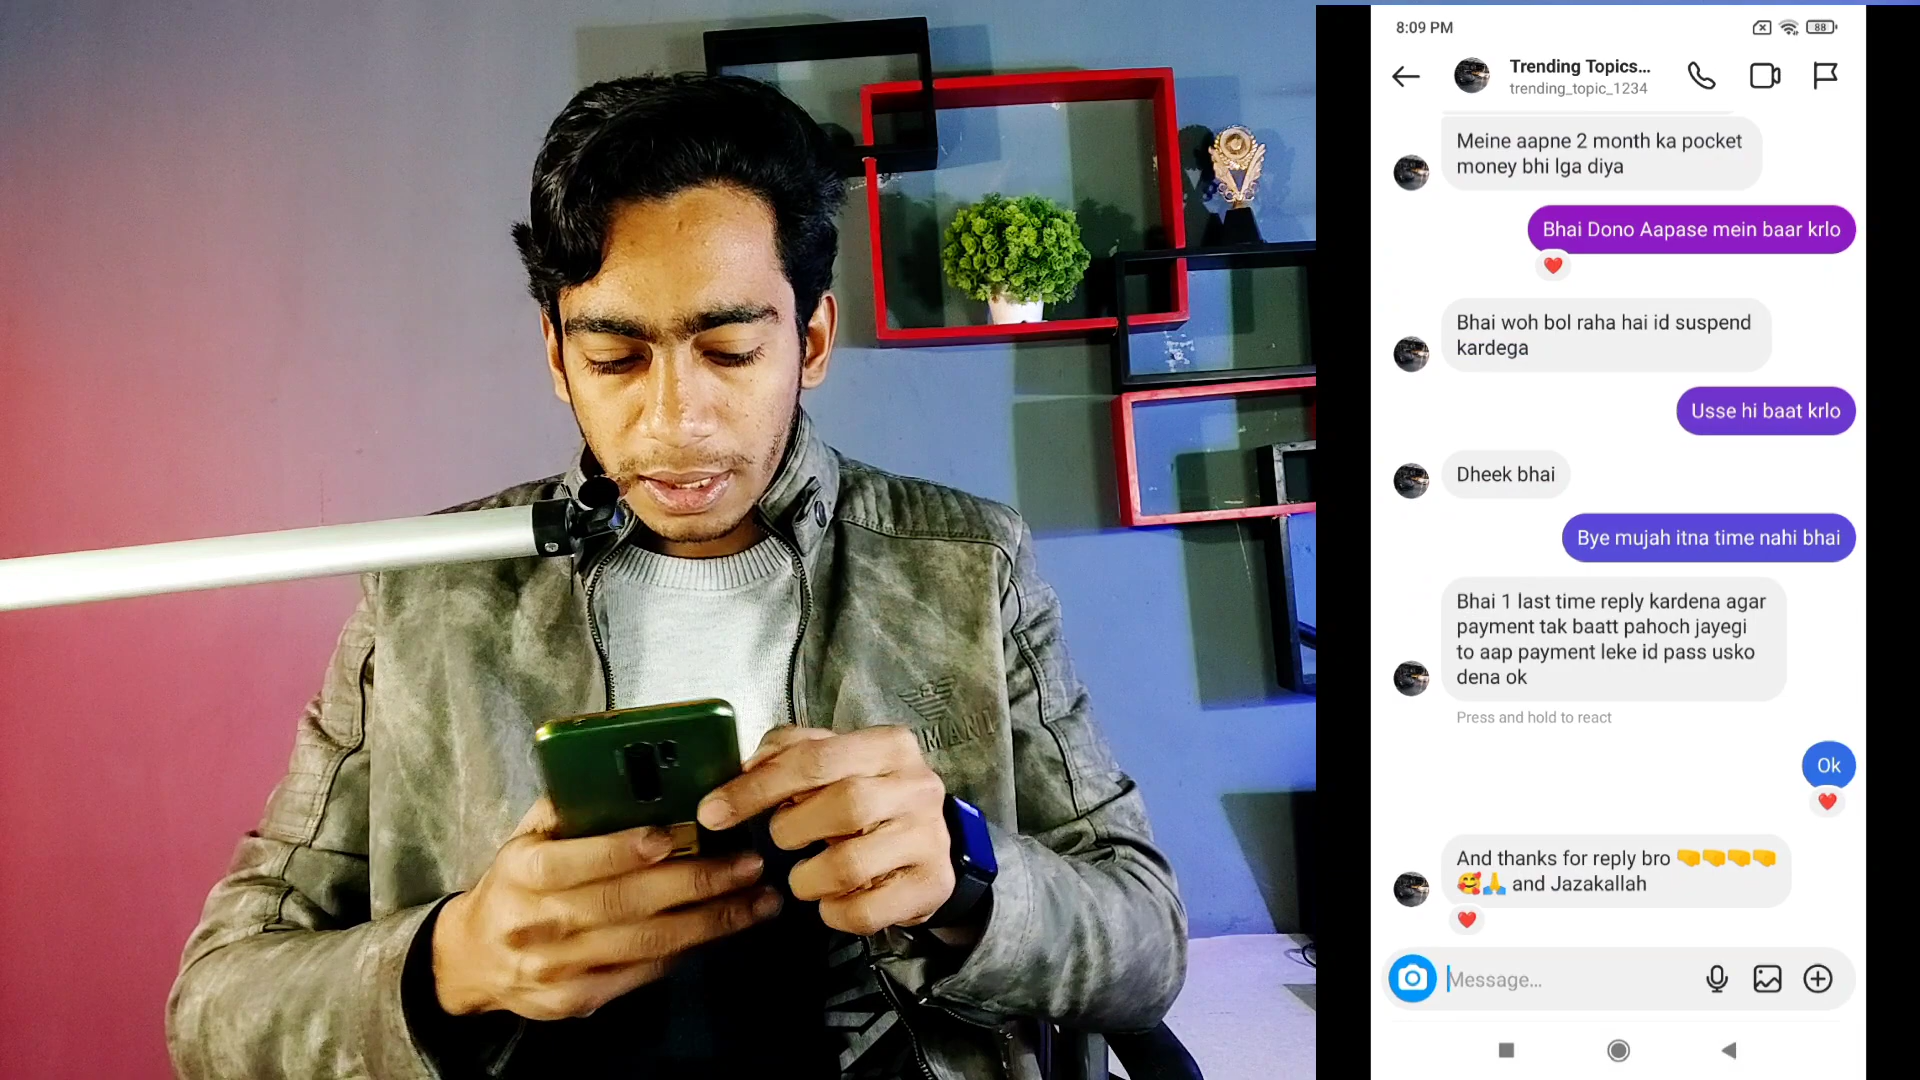 8:09 PM
88
Trending Topics...
trending_topic_1234
Meine aapne 2 month ka pocket
money bhi lga diya
Bhai Dono Aapase mein baar krlo
Bhai woh bol raha hai id suspend
kardega
Usse hi baat krlo
Dheek bhai
Bye mujah itna time nahi bhai
Bhai 1 last time reply kardena agar
payment tak baatt pahoch jayegi
to aap payment leke id pass usko
dena ok
Press and hold to react
Ok
And thanks for reply bro 🤜🤜🤜🤜
🥰🙏 and Jazakallah
Message...